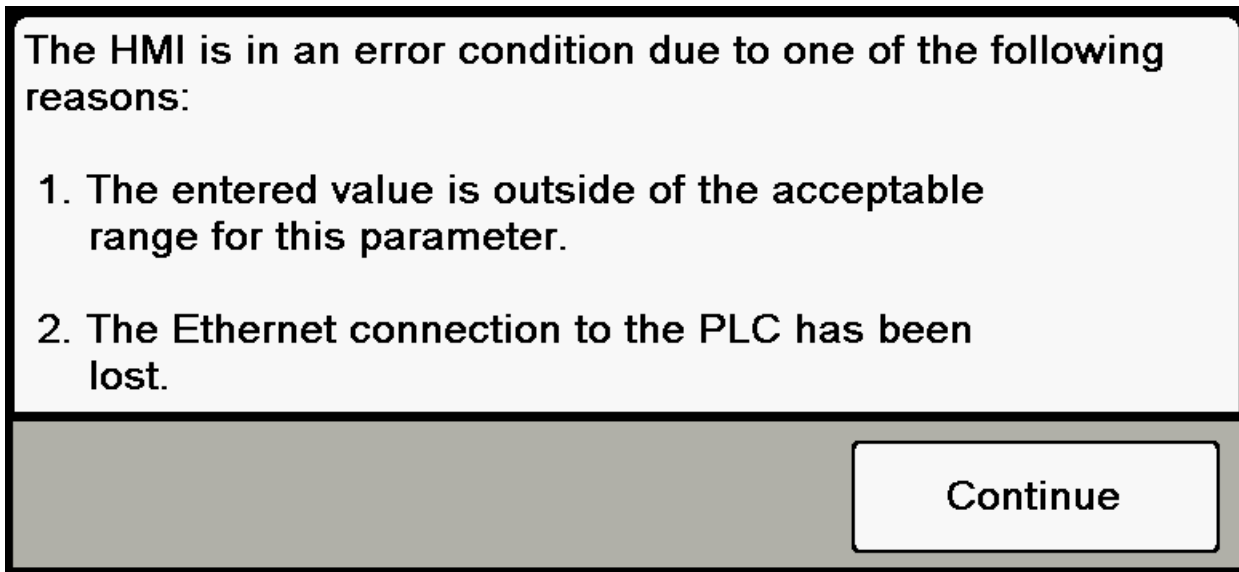 The HMI is in an error condition due to one of the following
reasons:
1. The entered value is outside of the acceptable
range for this parameter.
2. The Ethernet connection to the PLC has been
lost.
Continue